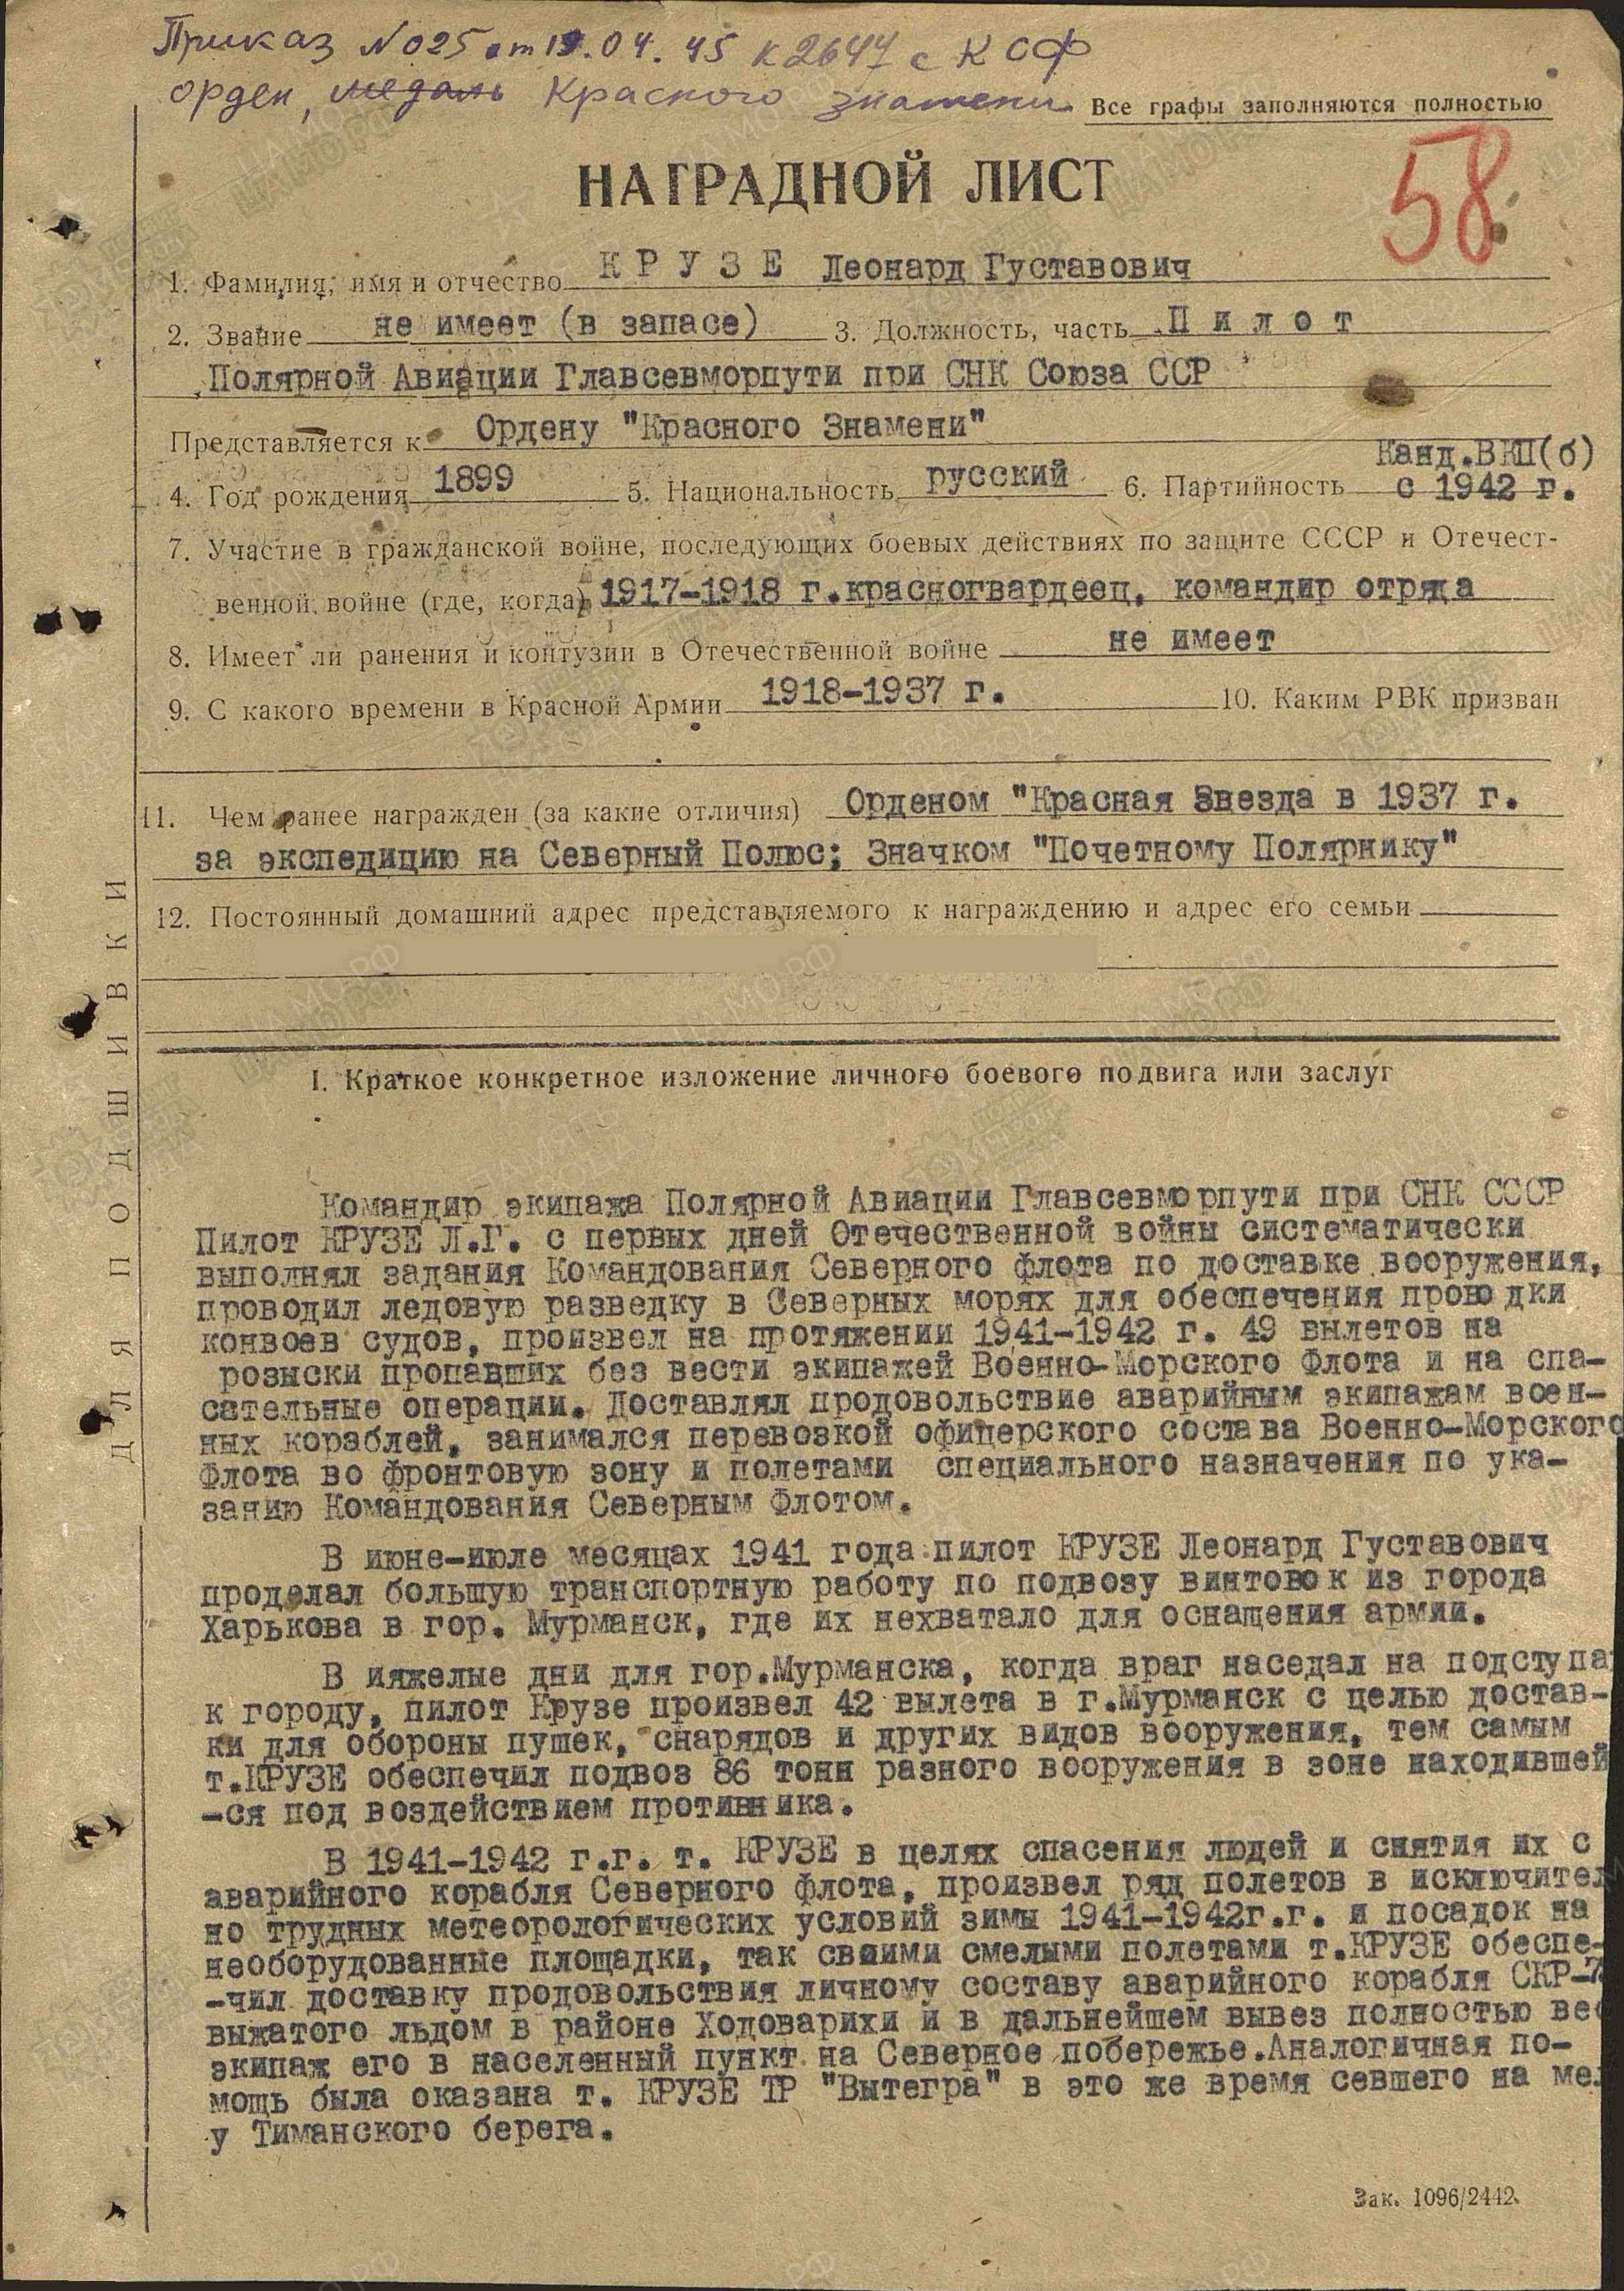 Приказ №025 от 19.04.45 к2647с КСФ
орден, медаль Красного знамени
Все графы заполняются полностью
58
НАГРАДНОЙ ЛИСТ
1. Фамилия, имя и отчество КРУЗЕ Леонард Густавович
2. Звание не имеет (в запасе) 3. Должность, часть Пилот
Полярной Авиации Главсевморпути при СНК Союза ССР
Представляется к Ордену "Красного Знамени"
Канд.ВКП(б)
4. Год рождения 1899 5. Национальность русский 6. Партийность с 1942 г.
7. Участие в гражданской войне, последующих боевых действиях по защите СССР и Отечест-
венной войне (где, когда) 1917-1918 г.красногвардеец, командир отряда
8. Имеет ли ранения и контузии в Отечественной войне не имеет
9. С какого времени в Красной Армии 1918-1937 г. 10. Каким РВК призван
11. Чем ранее награжден (за какие отличия) Орденом "Красная Звезда в 1937 г.
за экспедицию на Северный Полюс; Значком "Почетному Полярнику"
12. Постоянный домашний адрес представляемого к награждению и адрес его семьи
ДЛЯ ПОДШИВКИ
I. Краткое конкретное изложение личного боевого подвига или заслуг
Командир экипажа Полярной Авиации Главсевморпути при СНК СССР
Пилот КРУЗЕ Л.Г. с первых дней Отечественной войны систематически
выполнял задания Командования Северного флота по доставке вооружения,
проводил ледовую разведку в Северных морях для обеспечения проводки
конвоев судов, произвел на протяжении 1941-1942 г. 49 вылетов на
розыски пропавших без вести экипажей Военно-Морского Флота и на спа-
сательные операции. Доставлял продовольствие аварийным экипажам воен-
ных кораблей, занимался перевозкой офицерского состава Военно-Морского
Флота во фронтовую зону и полетами специального назначения по ука-
занию Командования Северным Флотом.
В июне-июле месяцах 1941 года пилот КРУЗЕ Леонард Густавович
проделал большую транспортную работу по подвозу винтовок из города
Харькова в гор. Мурманск, где их нехватало для оснащения армии.
В ияжелые дни для гор.Мурманска, когда враг наседал на подступа
к городу, пилот Крузе произвел 42 вылета в г.Мурманск с целью достав-
ки для обороны пушек, снарядов и других видов вооружения, тем самым
т.КРУЗЕ обеспечил подвоз 86 тонн разного вооружения в зоне находившей
-ся под воздействием противника.
В 1941-1942 г.г. т. КРУЗЕ в целях спасения людей и снятия их с
аварийного корабля Северного флота, произвел ряд полетов в исключител
но трудных метеорологических условий зимы 1941-1942г.г. и посадок на
необорудованные площадки, так своими смелыми полетами т.КРУЗЕ обеспе-
-чил доставку продовольствия личному составу аварийного корабля СКР-7
выжатого льдом в районе Ходоварихи и в дальнейшем вывез полностью вес
экипаж его в населенный пункт на Северное побережье.Аналогичная по-
мощь была оказана т. КРУЗЕ ТР "Вытегра" в это же время севшего на мел
у Тиманского берега.
Зак. 1096/2442.